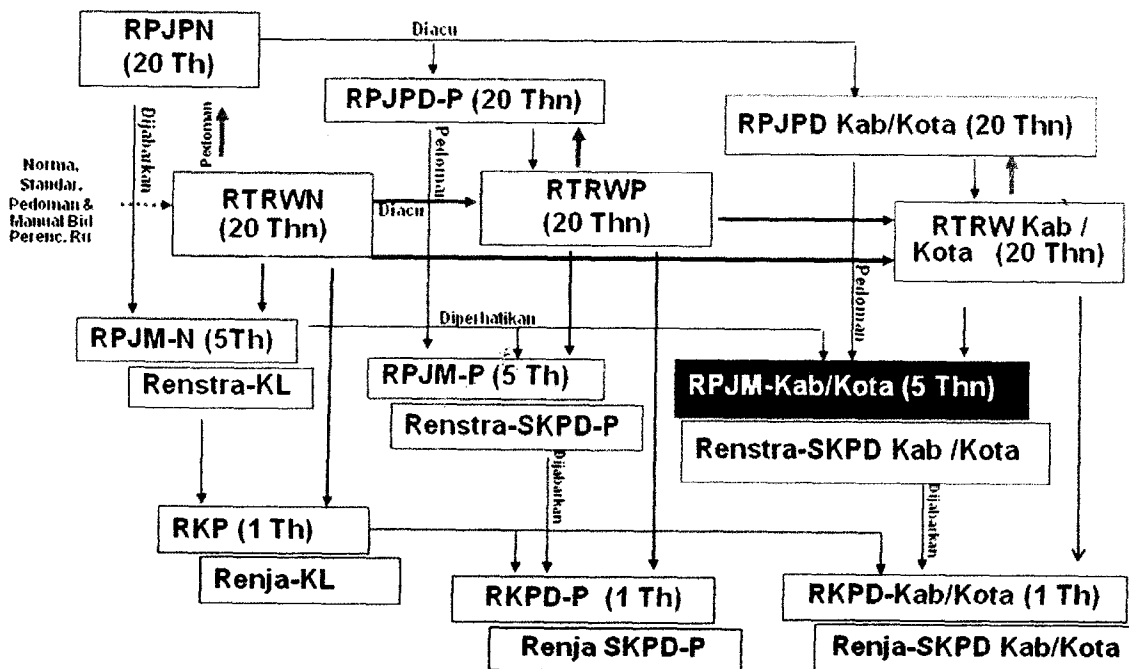 RPJPN
(20 Th)
Diacu
RPJPD-P (20 Thn)
RPJPD Kab/Kota (20 Thn)
Dijabarkan
Pedoman
Pedoman
Norma,
Standar,
Pedoman &
Manual Bid
Perenc. Ru
RTRWN
(20 Thn)
Diacu
RTRWP
(20 Thn)
RTRW Kab /
Kota (20 Thn)
Pedoman
RPJM-N (5Th)
Renstra-KL
Diperhatikan
RPJM-P (5 Th)
Renstra-SKPD-P
RPJM-Kab/Kota (5 Thn)
Renstra-SKPD Kab /Kota
Dijabarkan
Dijabarkan
RKP (1 Th)
Renja-KL
RKPD-P (1 Th)
Renja SKPD-P
RKPD-Kab/Kota (1 Th)
Renja-SKPD Kab/Kota